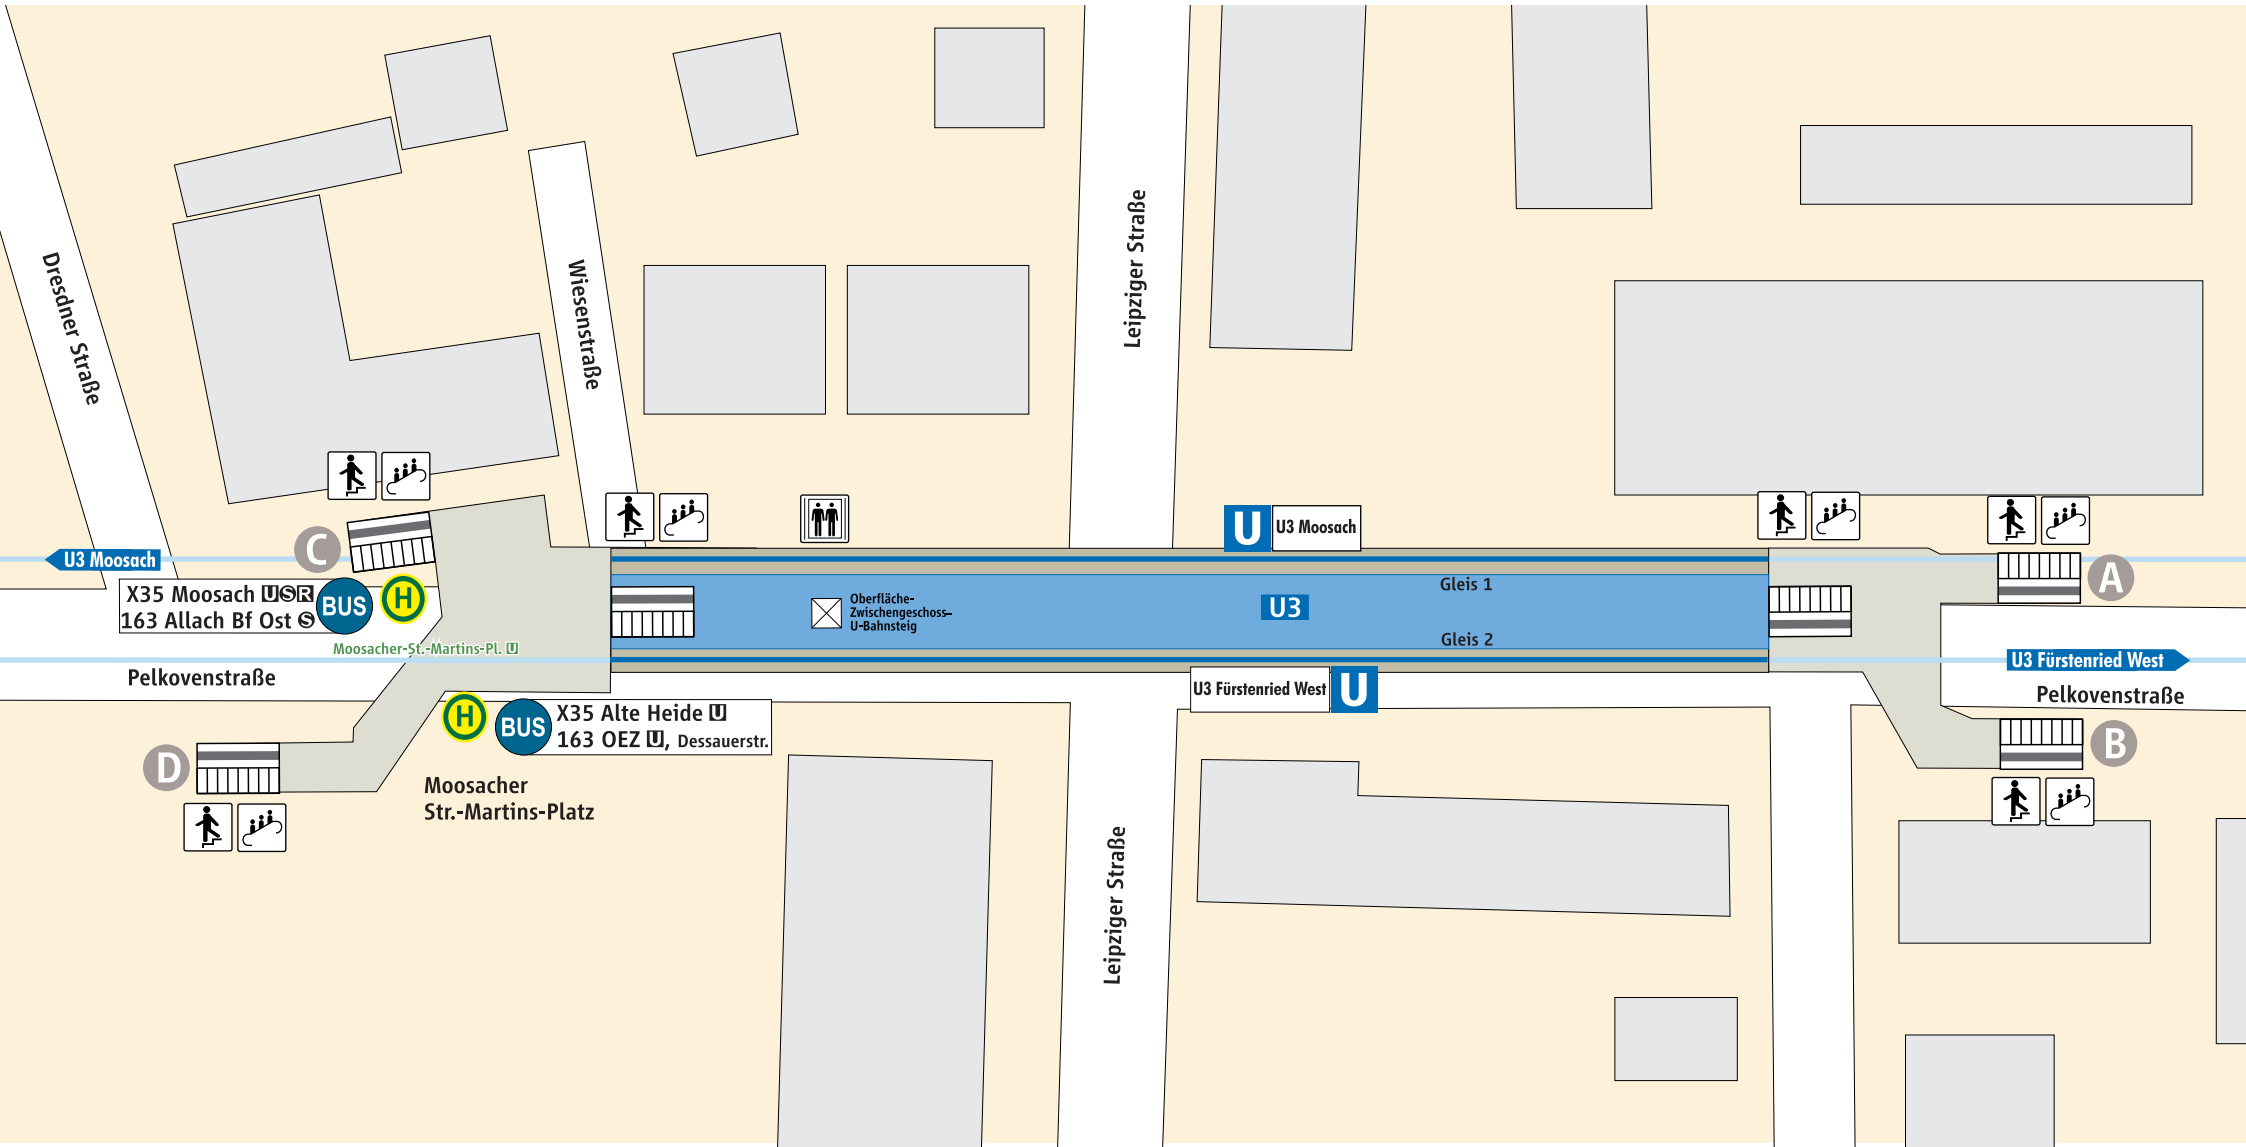 Dresdner Straße
Wiesenstraße
Leipziger Straße
U U3 Moosach
C
U3 Moosach
X35 Moosach U S R
163 Allach Bf Ost S
BUS
H
Moosacher-St.-Martins-Pl. U
Pelkovenstraße
Oberfläche-
Zwischengeschoss–
U-Bahnsteig
Gleis 1
U3
Gleis 2
A
U3 Fürstenried West
Pelkovenstraße
U3 Fürstenried West U
H
BUS
X35 Alte Heide U
163 OEZ U, Dessauerstr.
B
D
Moosacher
Str.-Martins-Platz
Leipziger Straße